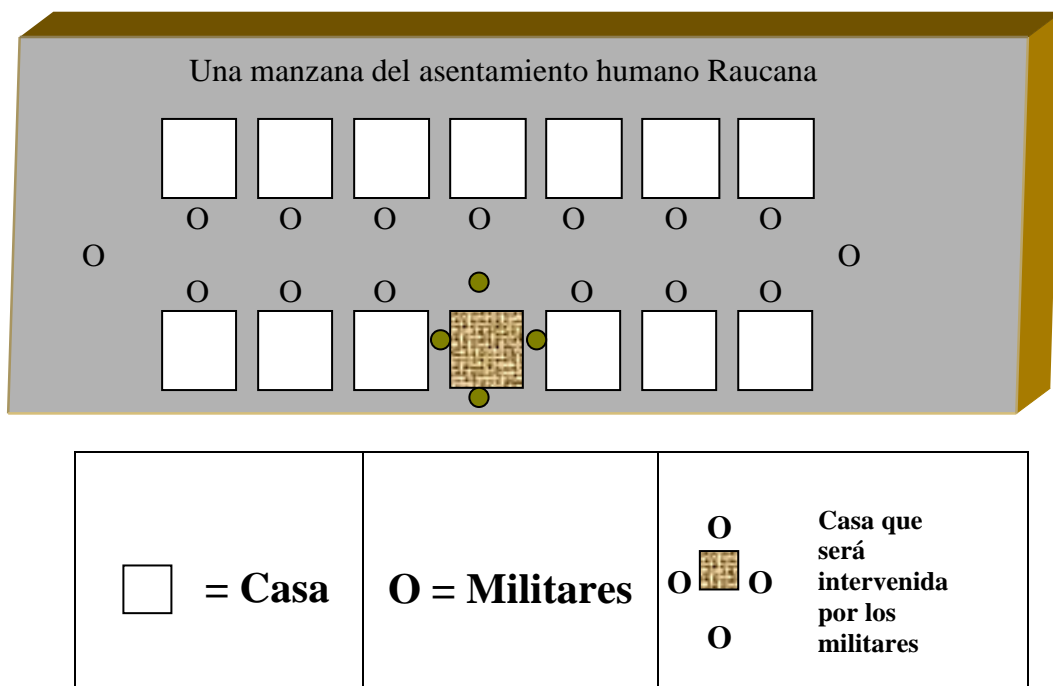 Una manzana del asentamiento humano Raucana
O O O O O O O
O O
O O O O O O
= Casa
O = Militares
O
O O
O
Casa que
será
intervenida
por los
militares